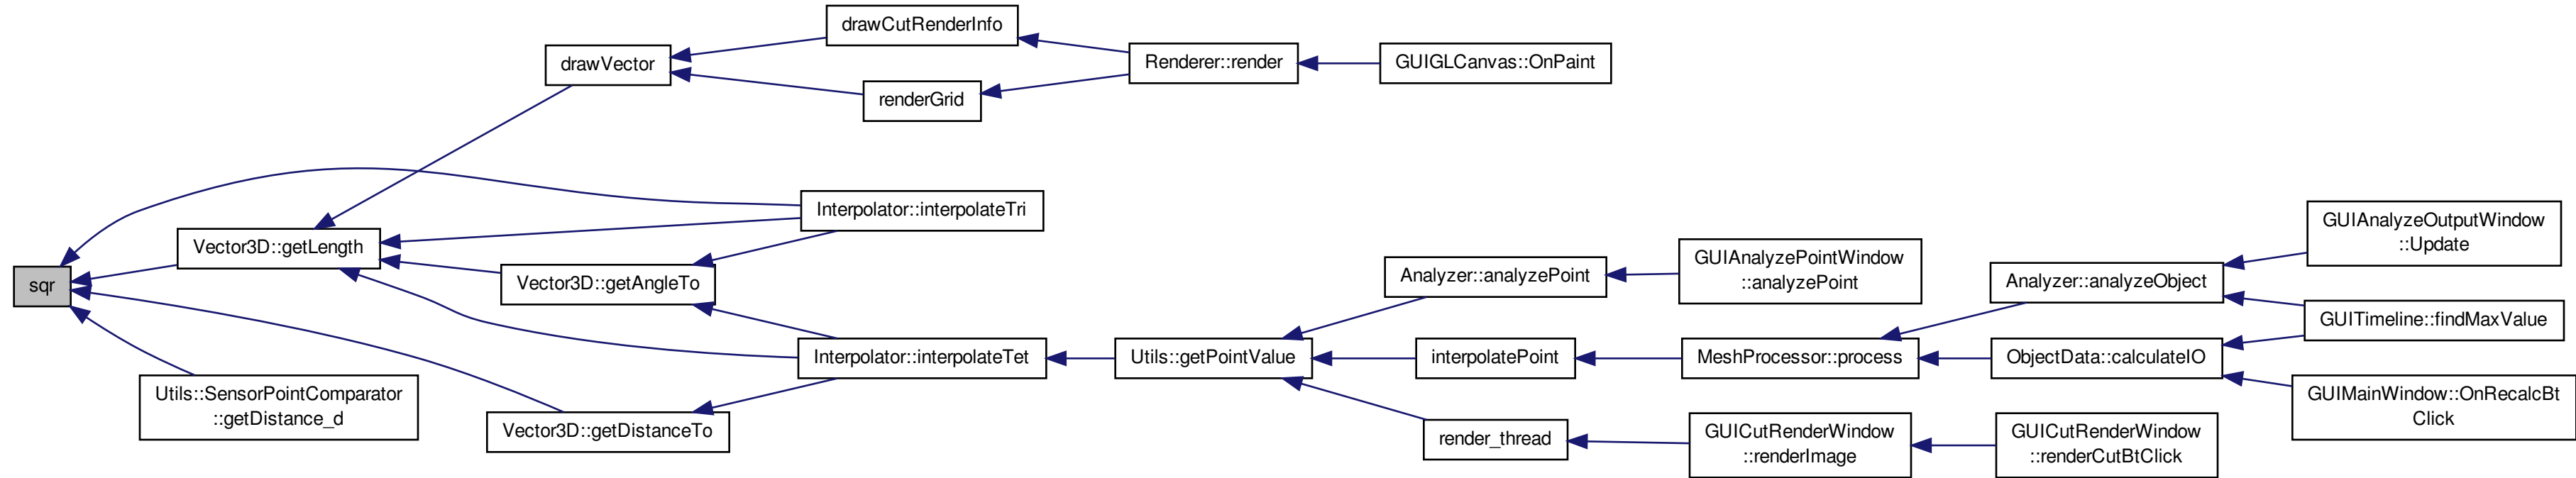 sqr
Vector3D::getLength
Utils::SensorPointComparator
::getDistance_d
drawVector
Vector3D::getAngleTo
Vector3D::getDistanceTo
drawCutRenderInfo
renderGrid
Interpolator::interpolateTri
Interpolator::interpolateTet
Renderer::render
Utils::getPointValue
GUIGLCanvas::OnPaint
Analyzer::analyzePoint
interpolatePoint
render_thread
GUIAnalyzePointWindow
::analyzePoint
MeshProcessor::process
GUICutRenderWindow
::renderImage
Analyzer::analyzeObject
ObjectData::calculateIO
GUICutRenderWindow
::renderCutBtClick
GUIAnalyzeOutputWindow
::Update
GUITimeline::findMaxValue
GUIMainWindow::OnRecalcBt
Click